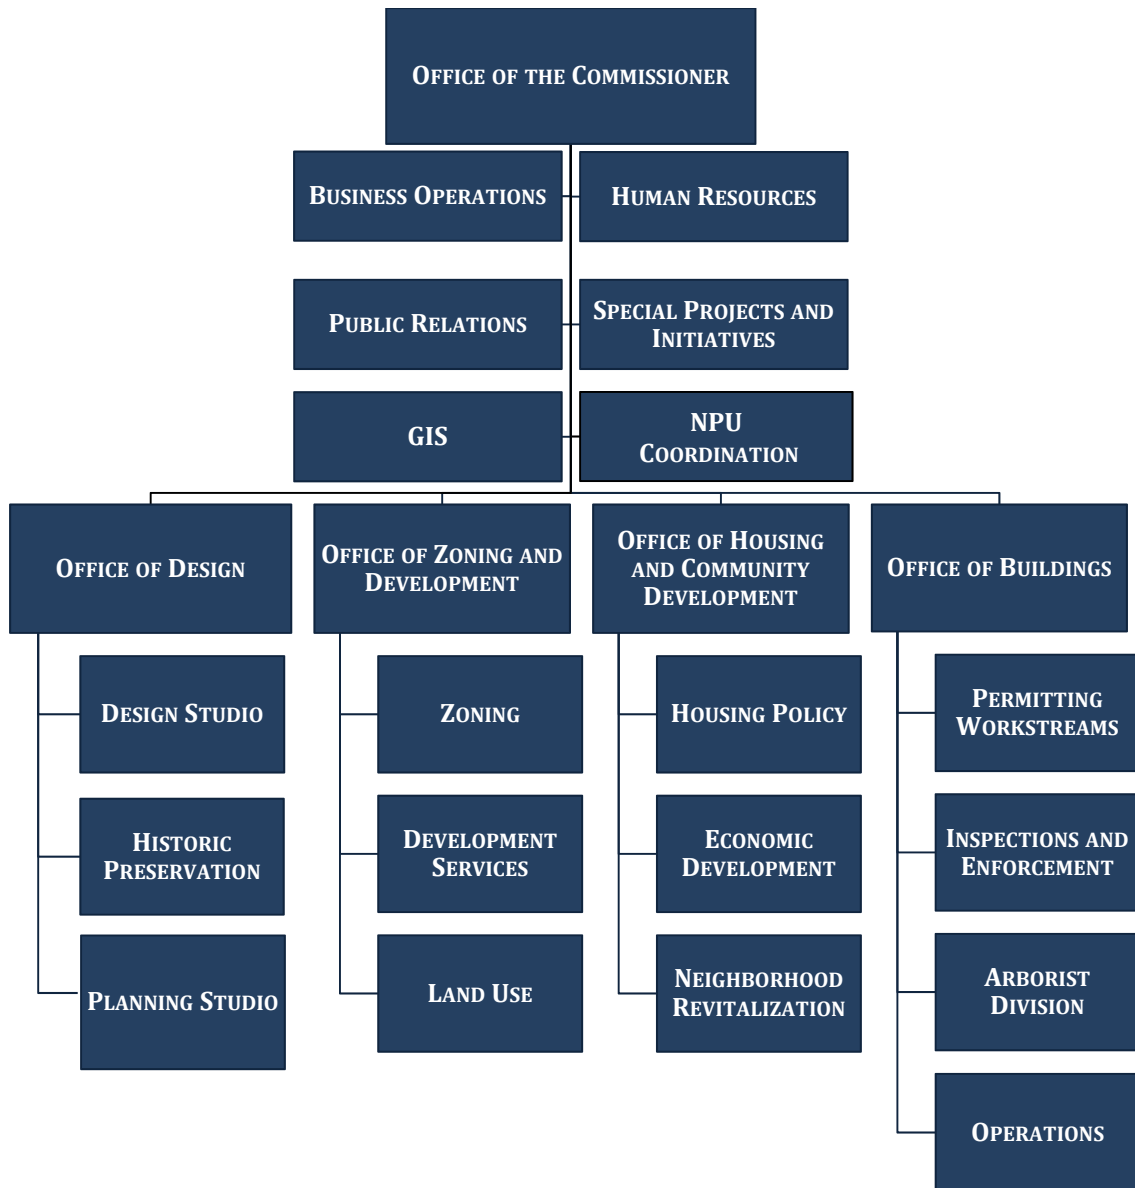 OFFICE OF THE COMMISSIONER
BUSINESS OPERATIONS
HUMAN RESOURCES
PUBLIC RELATIONS
SPECIAL PROJECTS AND
INITIATIVES
GIS
NPU
COORDINATION
OFFICE OF DESIGN
OFFICE OF ZONING AND
DEVELOPMENT
OFFICE OF HOUSING
AND COMMUNITY
DEVELOPMENT
OFFICE OF BUILDINGS
DESIGN STUDIO
ZONING
HOUSING POLICY
PERMITTING
WORKSTREAMS
HISTORIC
PRESERVATION
DEVELOPMENT
SERVICES
ECONOMIC
DEVELOPMENT
INSPECTIONS AND
ENFORCEMENT
PLANNING STUDIO
LAND USE
NEIGHBORHOOD
REVITALIZATION
ARBORIST
DIVISION
OPERATIONS